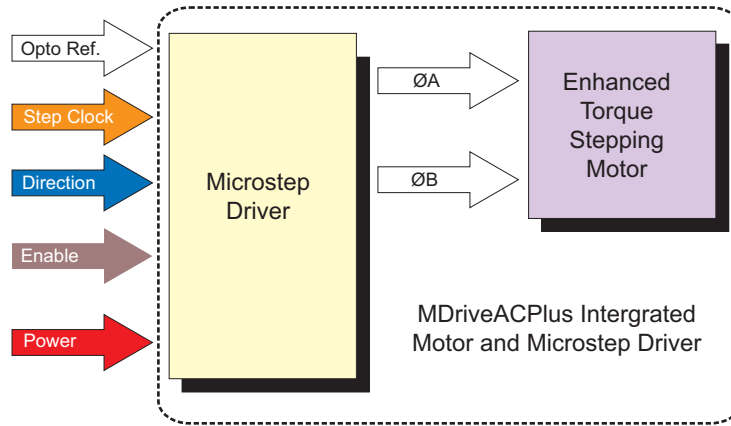 Opto Ref.
Step Clock
Direction
Enable
Power
Microstep
Driver
ØA
ØB
Enhanced
Torque
Stepping
Motor
MDriveACPlus Intergrated
Motor and Microstep Driver